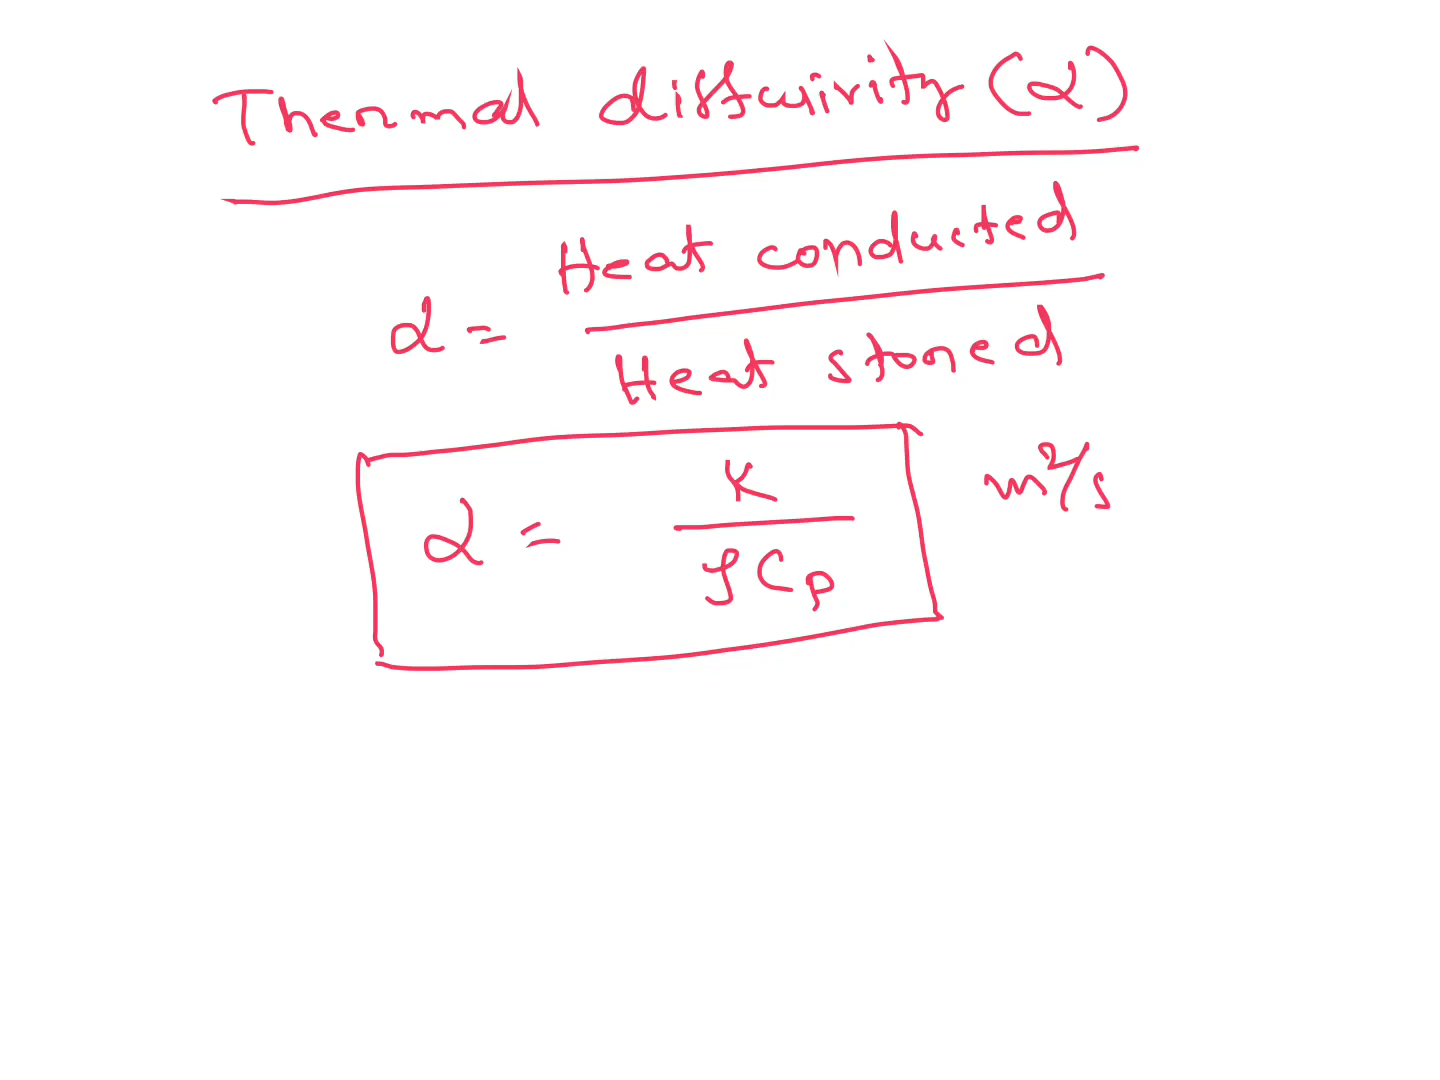 Thermal diffusivity (α)
α = Heat conducted / Heat stored
α = K / ρCp m²/s